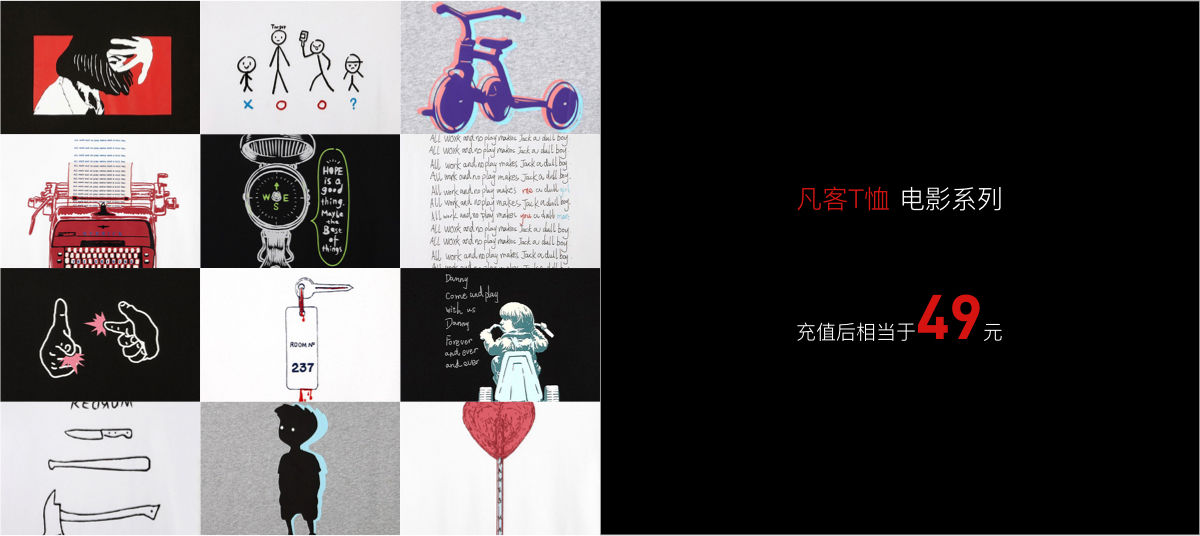 Target
HOPE
is a
good
thing.
Maybe
the
Best
of
things
W E
S
ALL work and no play makes Jack a dull boy
ALL work and no play makes Jack a dull boy.
ALL work and no play makes Jack a dull boy
ALL work and no play makes Jack a dull boy.
ALL work and no play makes me a dull girl
ALL work and no play makes Jack a dull boy.
ALL work and no play makes you a dull man
ALL work and no play makes Jack a dull boy
ALL work and no play makes Jack a dull boy.
ALL work and no play makes Jack a dull boy.
ROOM Nº
237
Danny
Come and play
with us
Danny
Forever
and ever
and ever
REDRUM
凡客T恤 电影系列
充值后相当于49元